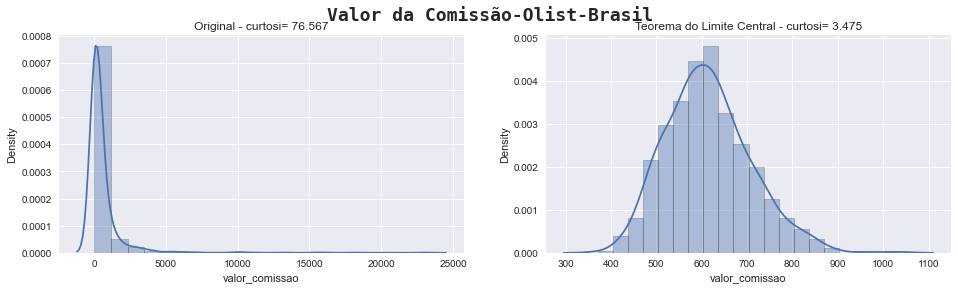 Valor da Comissão-Olist-Brasil
Original - curtosi= 76.567
0.0008
0.0007
0.0006
0.0005
0.0004
0.0003
0.0002
0.0001
0.0000
Density
0 5000 10000 15000 20000 25000
valor_comissao
Teorema do Limite Central - curtosi= 3.475
0.005
0.004
0.003
0.002
0.001
0.000
Density
300 400 500 600 700 800 900 1000 1100
valor_comissao